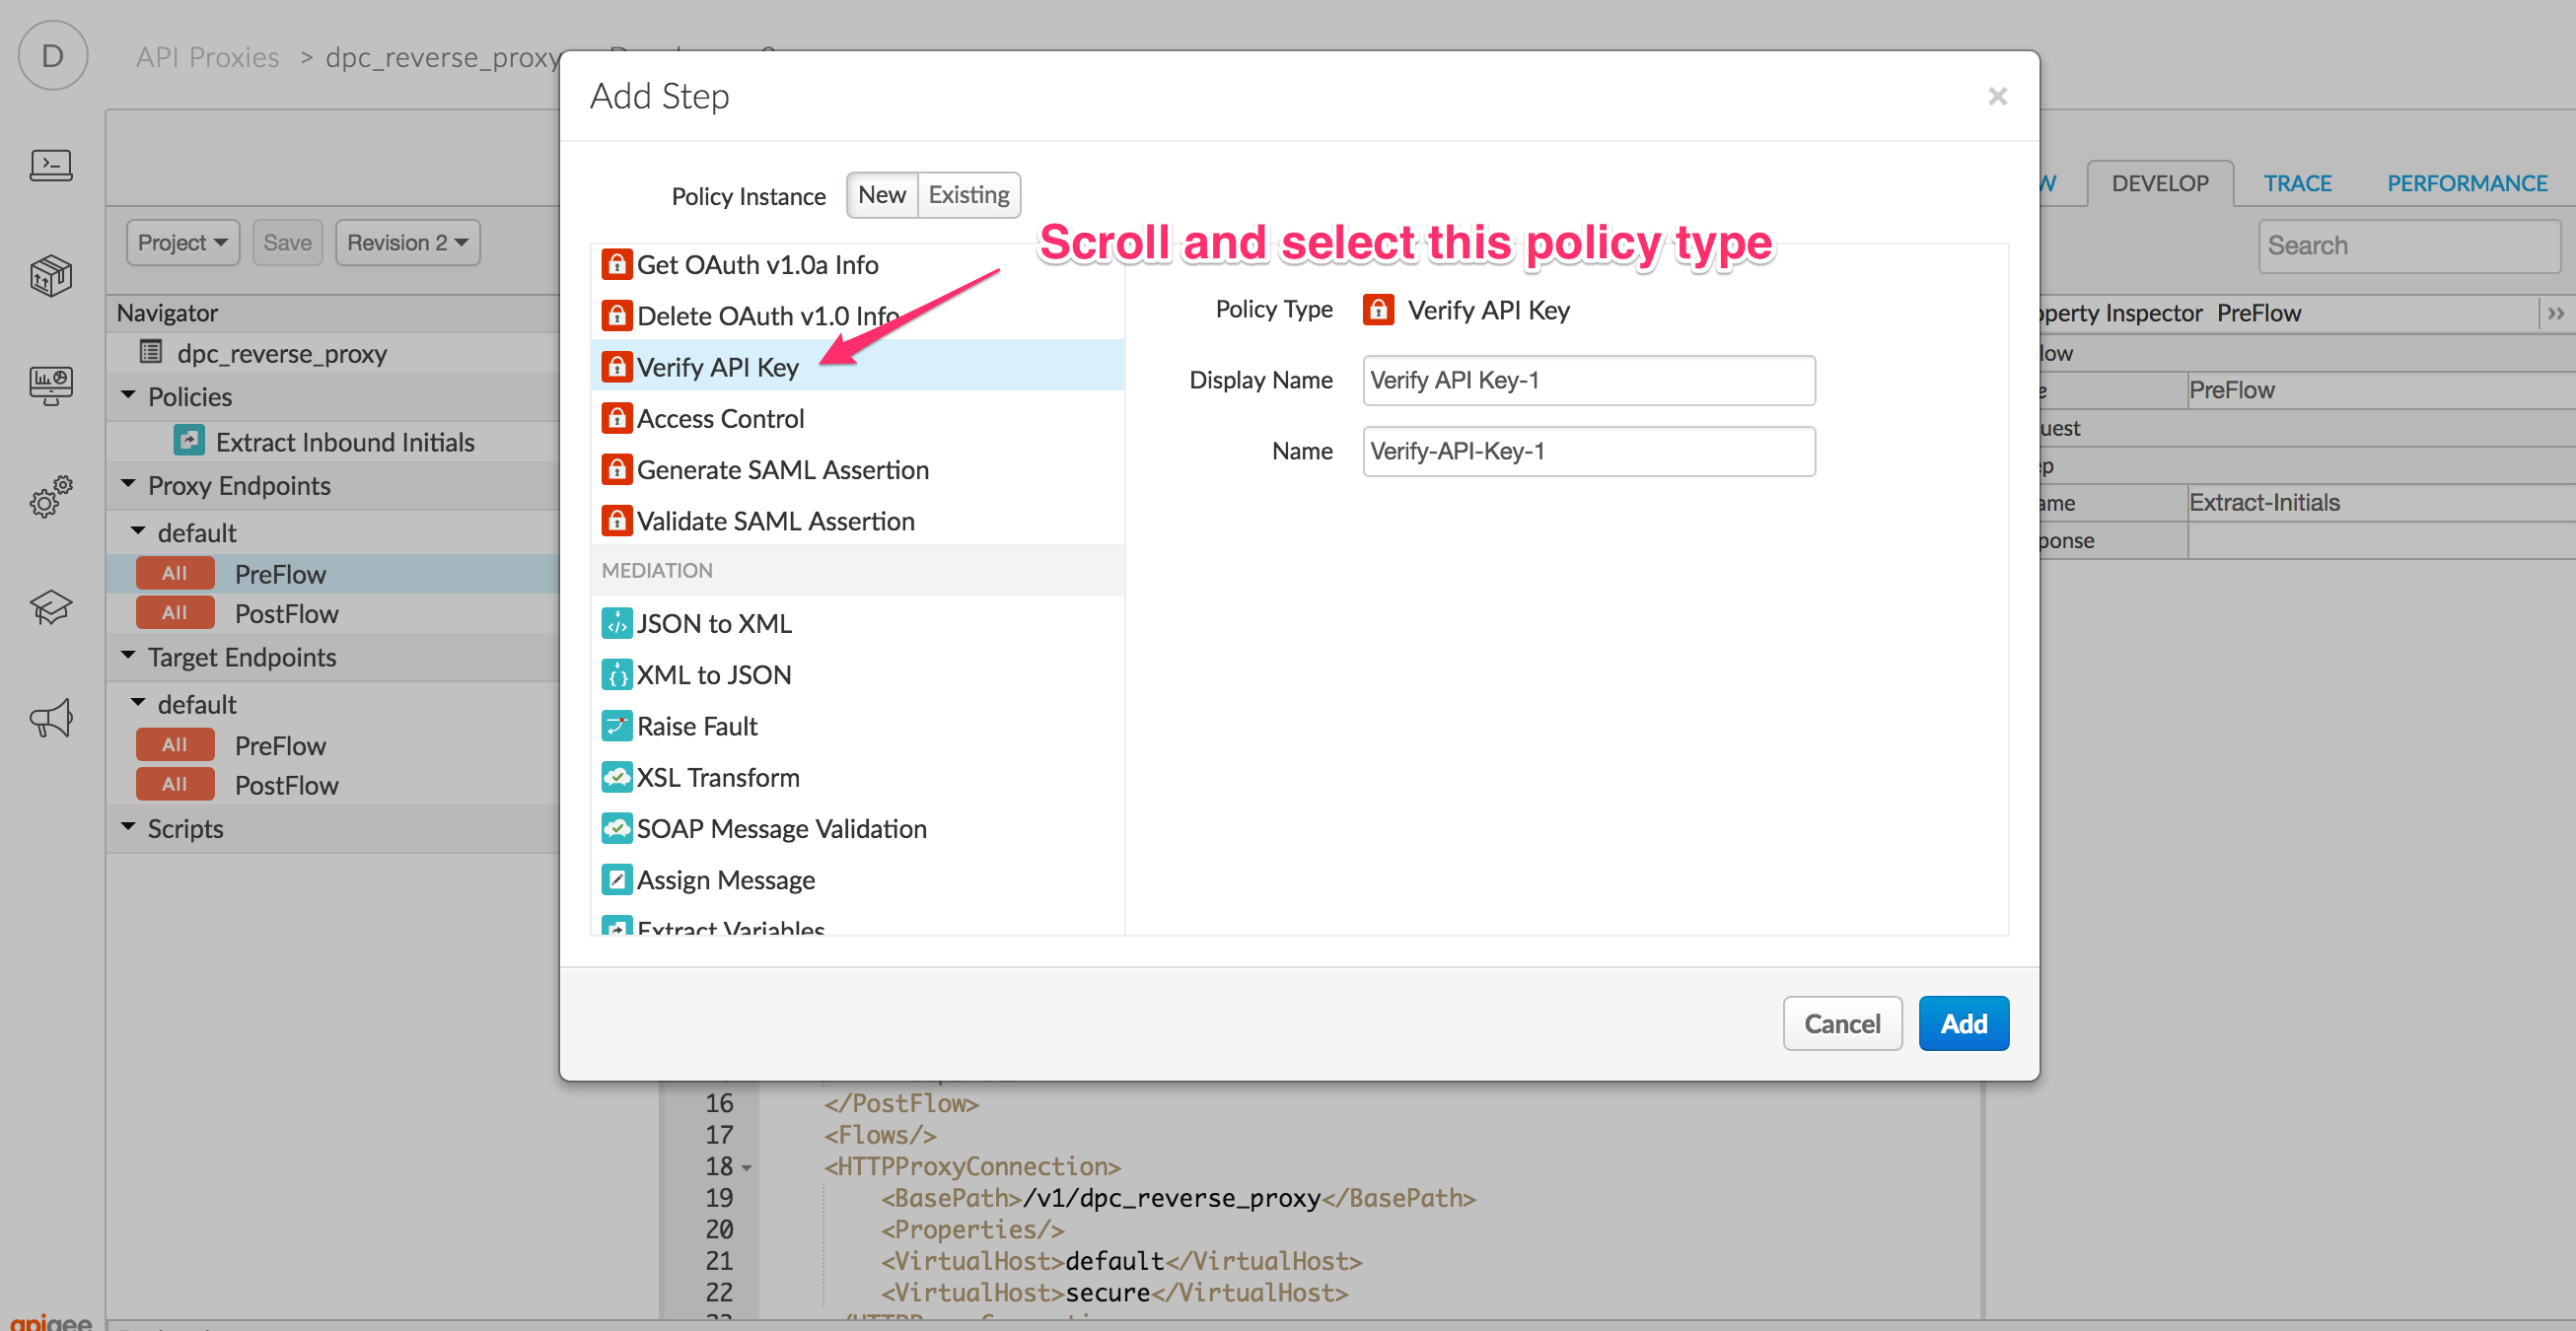 D
API Proxies > dpc_reverse_proxy
Add Step
×
Policy Instance New Existing
Scroll and select this policy type
Get OAuth v1.0a Info
Delete OAuth v1.0 Info
Verify API Key
Access Control
Generate SAML Assertion
Validate SAML Assertion
MEDIATION
JSON to XML
XML to JSON
Raise Fault
XSL Transform
SOAP Message Validation
Assign Message
Extract Variables
Policy Type Verify API Key
Display Name Verify API Key-1
Name Verify-API-Key-1
Cancel Add
Project Save Revision 2
Navigator
dpc_reverse_proxy
Policies
Extract Inbound Initials
Proxy Endpoints
default
All PreFlow
All PostFlow
Target Endpoints
default
All PreFlow
All PostFlow
Scripts
W DEVELOP TRACE PERFORMANCE
Search
perty Inspector PreFlow »
low
e PreFlow
uest
ep
ame Extract-Initials
ponse
16 </PostFlow>
17 <Flows/>
18 <HTTPProxyConnection>
19 <BasePath>/v1/dpc_reverse_proxy</BasePath>
20 <Properties/>
21 <VirtualHost>default</VirtualHost>
22 <VirtualHost>secure</VirtualHost>
apigee